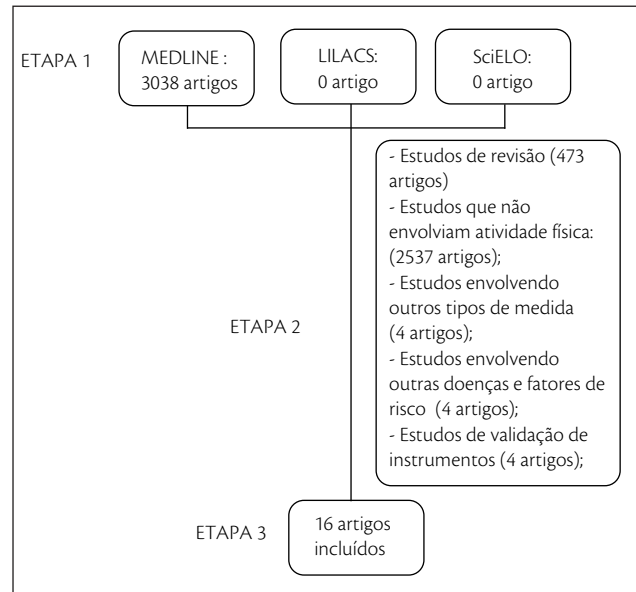 ETAPA 1
MEDLINE :
3038 artigos
LILACS:
0 artigo
SciELO:
0 artigo
- Estudos de revisão (473
artigos)
- Estudos que não
envolviam atividade física:
(2537 artigos);
- Estudos envolvendo
outros tipos de medida
(4 artigos);
- Estudos envolvendo
outras doenças e fatores de
risco (4 artigos);
- Estudos de validação de
instrumentos (4 artigos);
ETAPA 2
ETAPA 3
16 artigos
incluídos